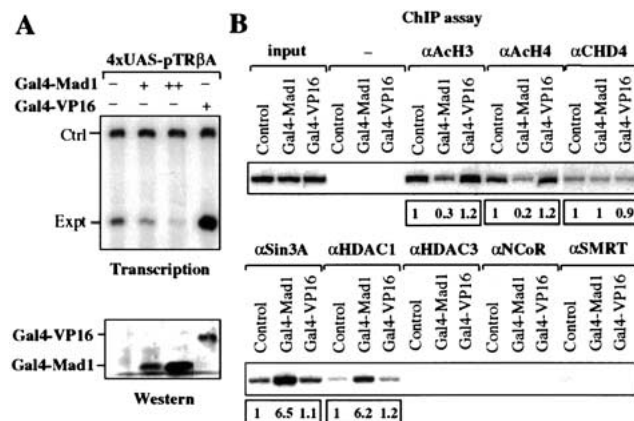 A
4xUAS-pTRβA
Gal4-Mad1 – + ++ –
Gal4-VP16 – – – +
Ctrl
Expt
Transcription
Gal4-VP16
Gal4-Mad1
Western
B
ChIP assay
input – αAcH3 αAcH4 αCHD4
Control Gal4-Mad1 Gal4-VP16 Control Gal4-Mad1 Gal4-VP16 Control Gal4-Mad1 Gal4-VP16 Control Gal4-Mad1 Gal4-VP16 Control Gal4-Mad1 Gal4-VP16
1 0.3 1.2 1 0.2 1.2 1 1 0.9
αSin3A αHDAC1 αHDAC3 αNCoR αSMRT
Control Gal4-Mad1 Gal4-VP16 Control Gal4-Mad1 Gal4-VP16 Control Gal4-Mad1 Gal4-VP16 Control Gal4-Mad1 Gal4-VP16 Control Gal4-Mad1 Gal4-VP16
1 6.5 1.1 1 6.2 1.2